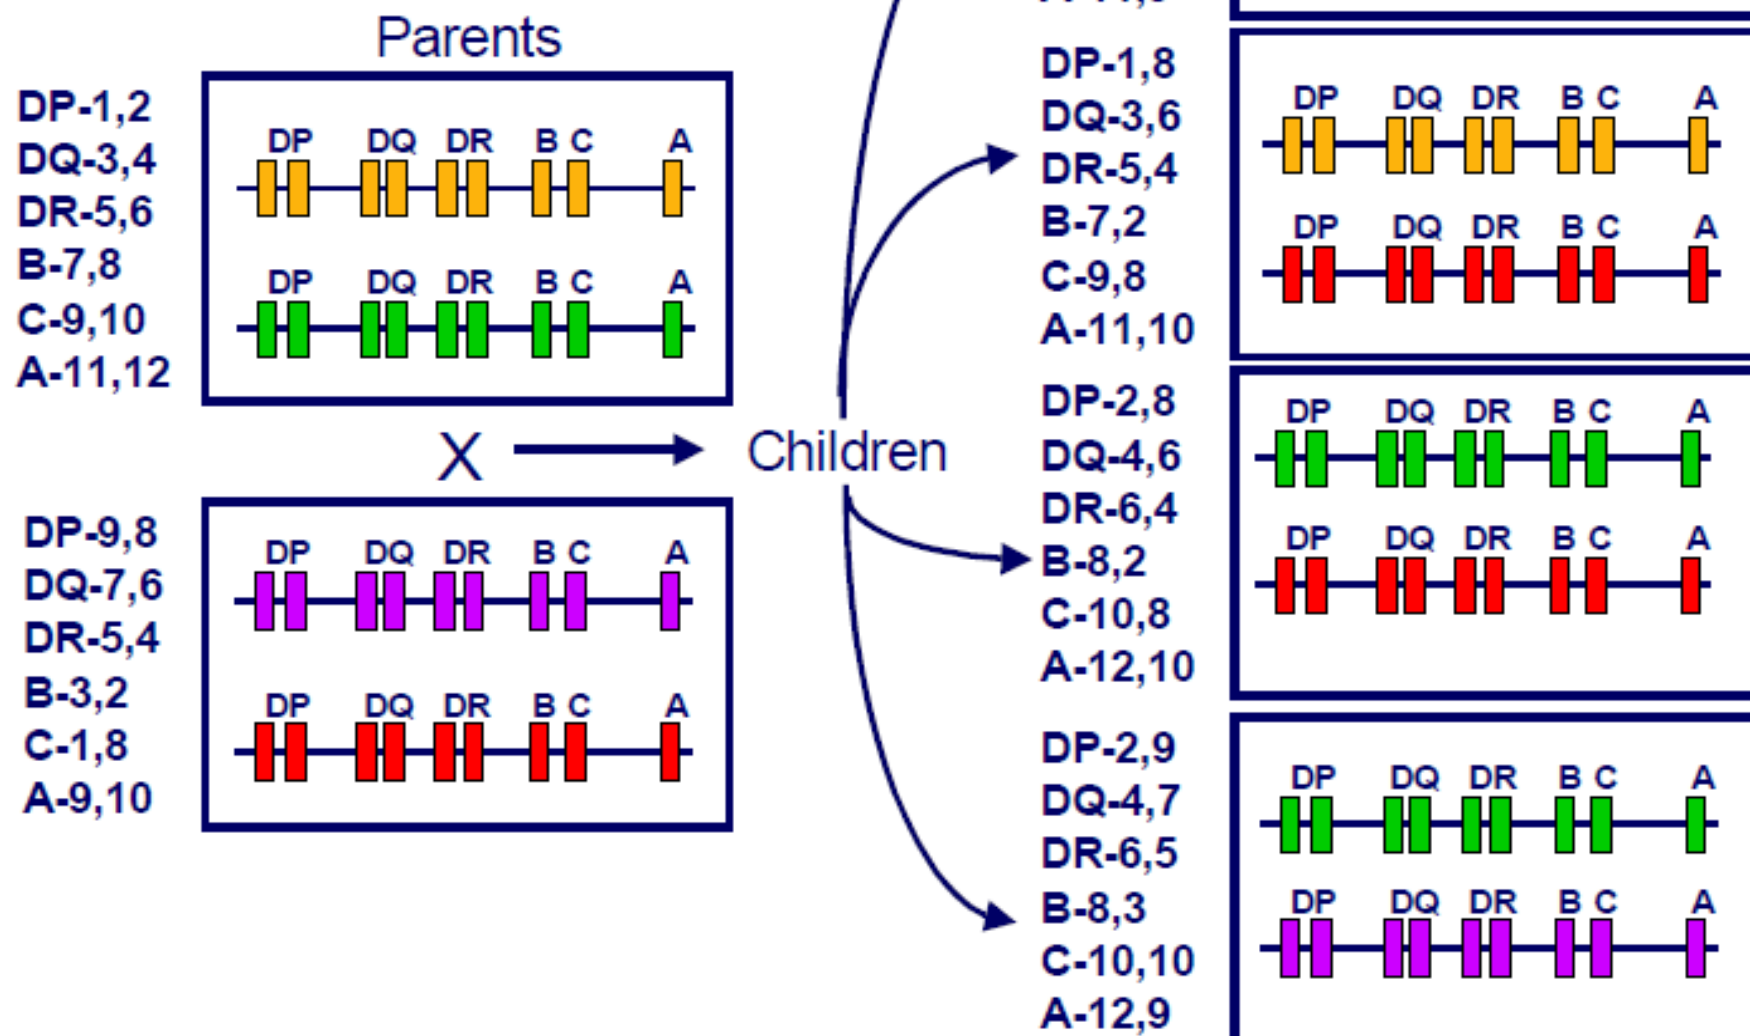 Parents
DP-1,2
DQ-3,4
DR-5,6
B-7,8
C-9,10
A-11,12
DP DQ DR B C A
DP DQ DR B C A
X
Children
DP-9,8
DQ-7,6
DR-5,4
B-3,2
C-1,8
A-9,10
DP DQ DR B C A
DP DQ DR B C A
DP-1,8
DQ-3,6
DR-5,4
B-7,2
C-9,8
A-11,10
DP DQ DR B C A
DP DQ DR B C A
DP-2,8
DQ-4,6
DR-6,4
B-8,2
C-10,8
A-12,10
DP DQ DR B C A
DP DQ DR B C A
DP-2,9
DQ-4,7
DR-6,5
B-8,3
C-10,10
A-12,9
DP DQ DR B C A
DP DQ DR B C A